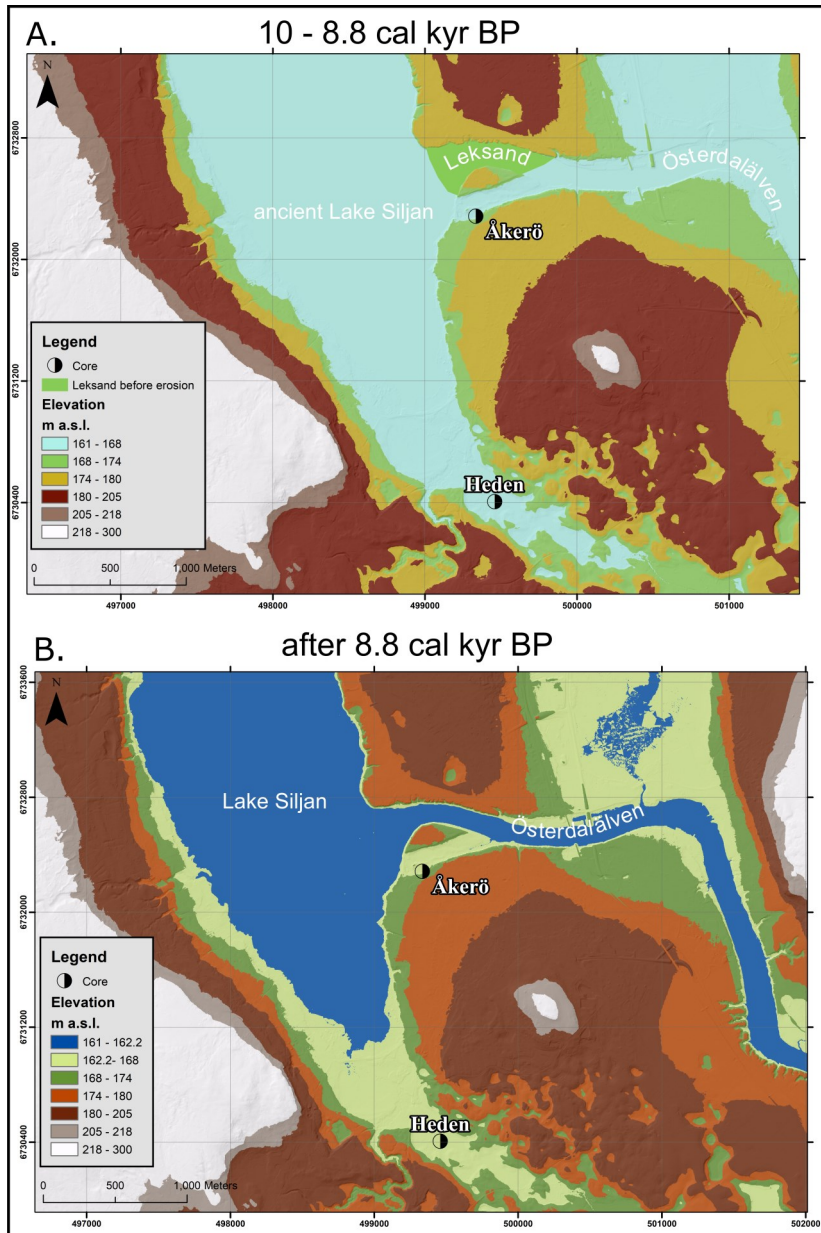 A.
10 - 8.8 cal kyr BP
N
6732800
Leksand
Österdalälven
ancient Lake Siljan
Åkerö
6732000
Legend
Core
Leksand before erosion
Elevation
m a.s.l.
161 - 168
168 - 174
174 - 180
180 - 205
205 - 218
218 - 300
6731200
Heden
6730400
0 500 1,000 Meters
497000 498000 499000 500000 501000
B.
after 8.8 cal kyr BP
6733600
N
6732800
Lake Siljan
Österdalälven
Åkerö
6732000
Legend
Core
Elevation
m a.s.l.
161 - 162.2
162.2- 168
168 - 174
174 - 180
180 - 205
205 - 218
218 - 300
6731200
Heden
6730400
0 500 1,000 Meters
497000 498000 499000 500000 501000 502000